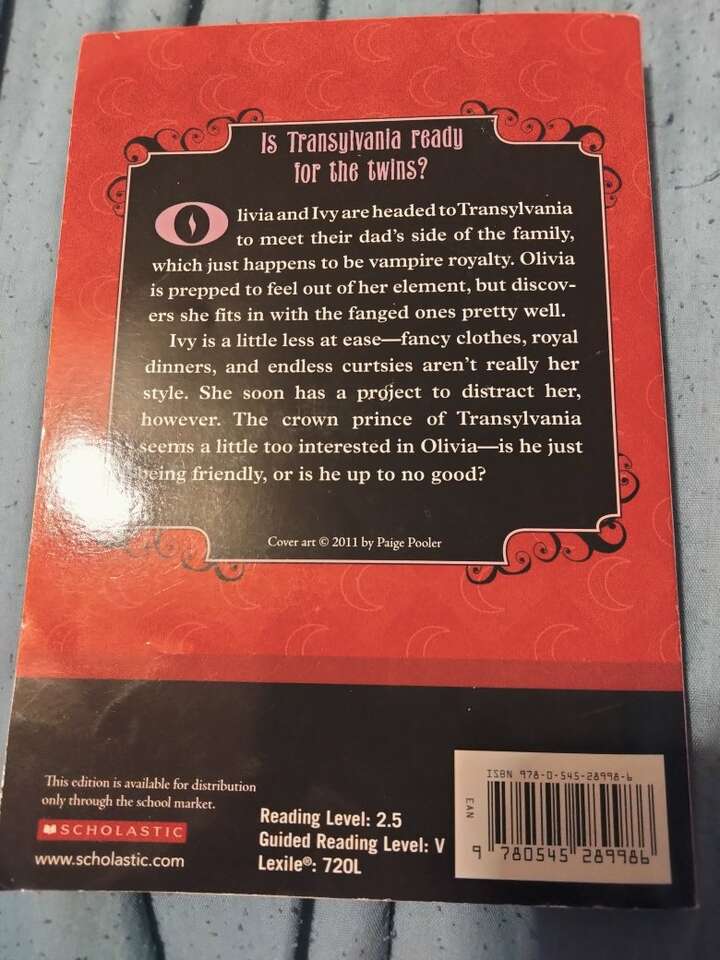 Is Transylvania ready
for the twins?
Olivia and Ivy are headed to Transylvania
to meet their dad's side of the family,
which just happens to be vampire royalty. Olivia
is prepped to feel out of her element, but discov-
ers she fits in with the fanged ones pretty well.
Ivy is a little less at ease—fancy clothes, royal
dinners, and endless curtsies aren't really her
style. She soon has a project to distract her,
however. The crown prince of Transylvania
seems a little too interested in Olivia—is he just
being friendly, or is he up to no good?
Cover art © 2011 by Paige Pooler
This edition is available for distribution
only through the school market.
SCHOLASTIC
www.scholastic.com
Reading Level: 2.5
Guided Reading Level: V
Lexile®: 720L
ISBN 978-0-545-28998-6
EAN
9 780545 289986